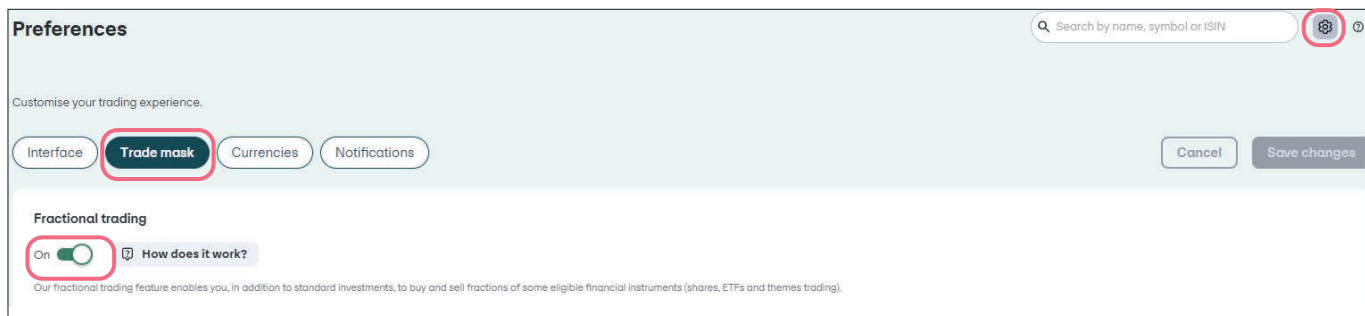 Preferences
Search by name, symbol or ISIN
Customise your trading experience.
Interface Trade mask Currencies Notifications Cancel Save changes
Fractional trading
On How does it work?
Our fractional trading feature enables you, in addition to standard investments, to buy and sell fractions of some eligible financial instruments (shares, ETFs and themes trading).